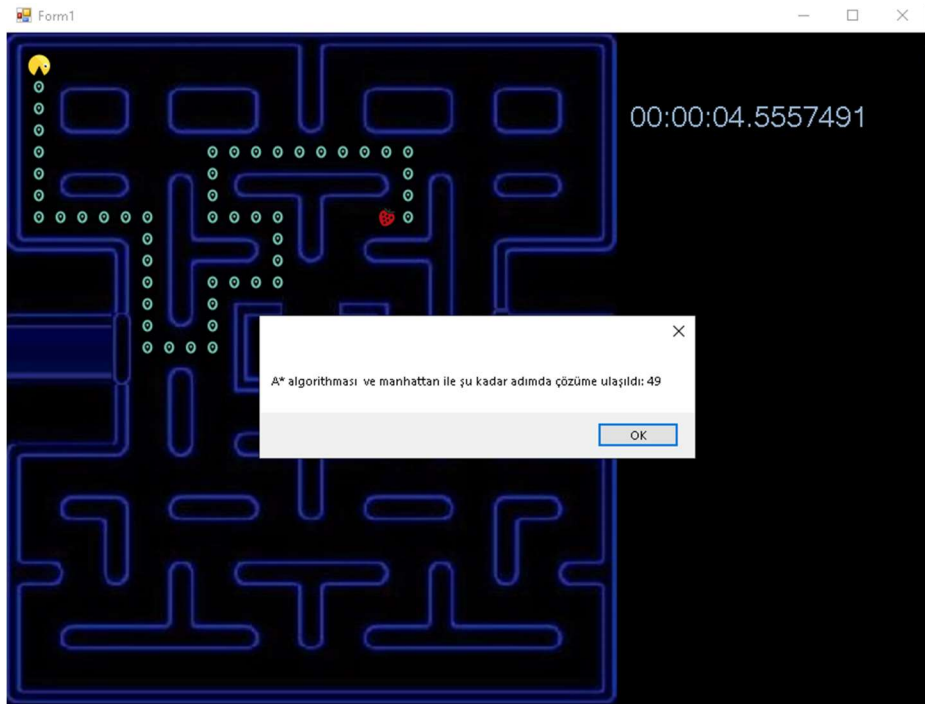 Form1
00:00:04.5557491
A* algorithması  ve manhattan ile şu kadar adımda çözüme ulaşıldı: 49
OK